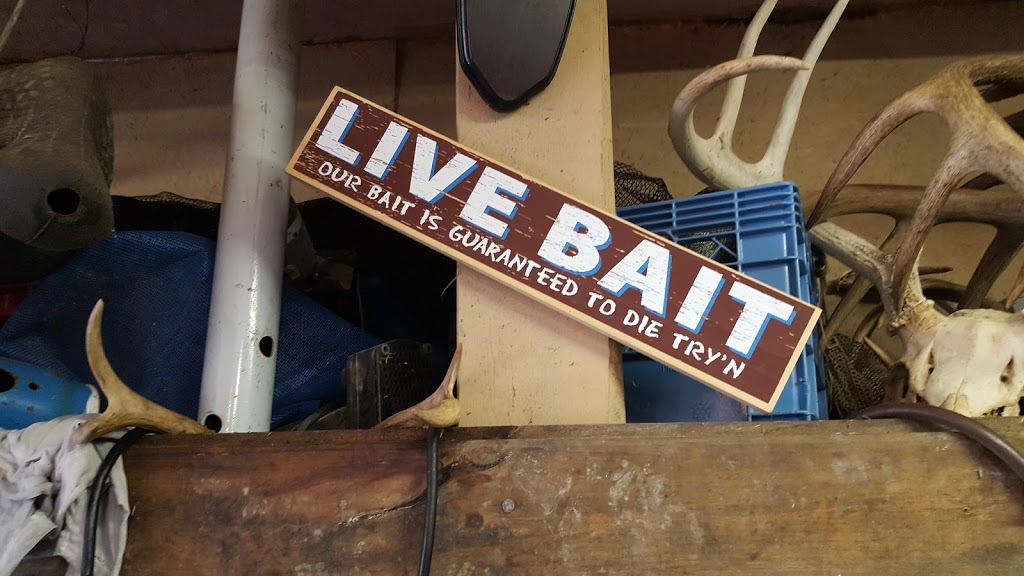 LIVE BAIT
OUR BAIT IS GUARANTEED TO DIE TRY'N